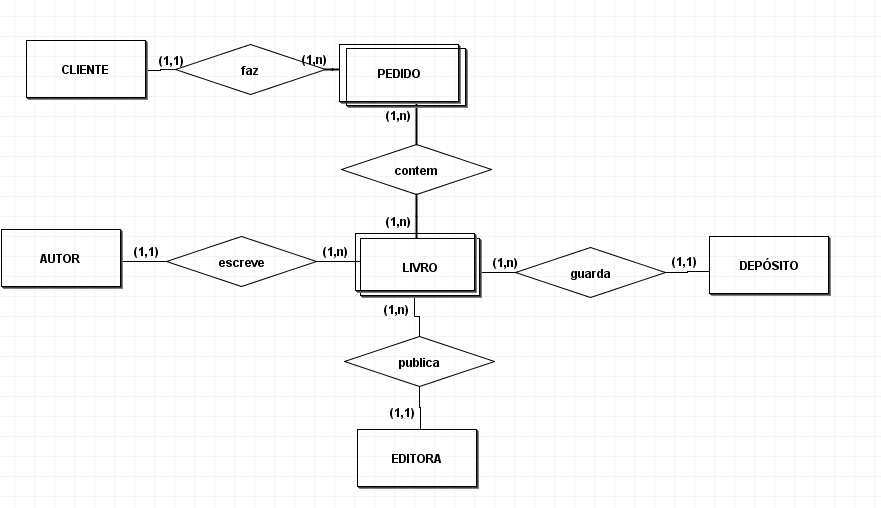 CLIENTE
(1,1)
faz
(1,n)
PEDIDO
(1,n)
contem
(1,n)
AUTOR
(1,1)
escreve
(1,n)
LIVRO
(1,n)
guarda
(1,1)
DEPÓSITO
(1,n)
publica
(1,1)
EDITORA